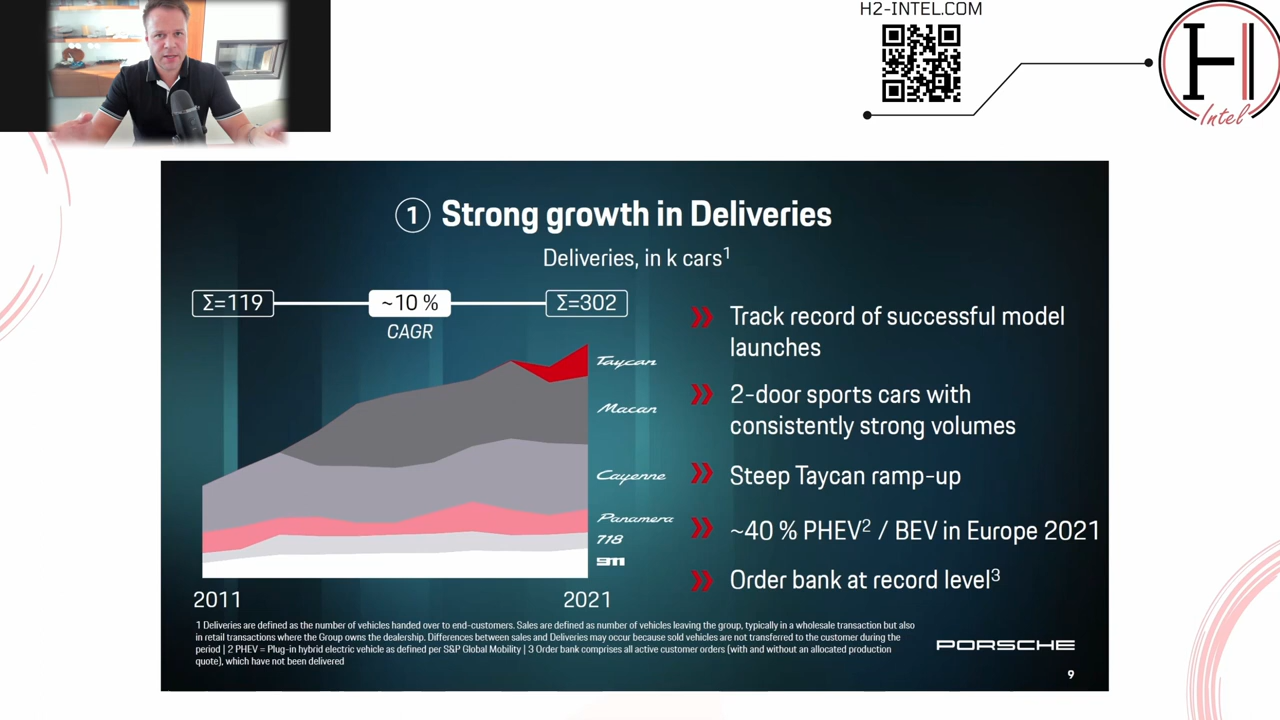 H2-INTEL.COM
H
Intel
1 Strong growth in Deliveries
Deliveries, in k cars¹
Σ=119
~10 %
Σ=302
CAGR
Taycan
Macan
Cayenne
Panamera
718
911
2011
2021
Track record of successful model
launches
2-door sports cars with
consistently strong volumes
Steep Taycan ramp-up
~40 % PHEV² / BEV in Europe 2021
Order bank at record level³
1 Deliveries are defined as the number of vehicles handed over to end-customers. Sales are defined as number of vehicles leaving the group, typically in a wholesale transaction but also
in retail transactions where the Group owns the dealership. Differences between sales and Deliveries may occur because sold vehicles are not transferred to the customer during the
period | 2 PHEV = Plug-in hybrid electric vehicle as defined per S&P Global Mobility | 3 Order bank comprises all active customer orders (with and without an allocated production
quote), which have not been delivered
PORSCHE
9